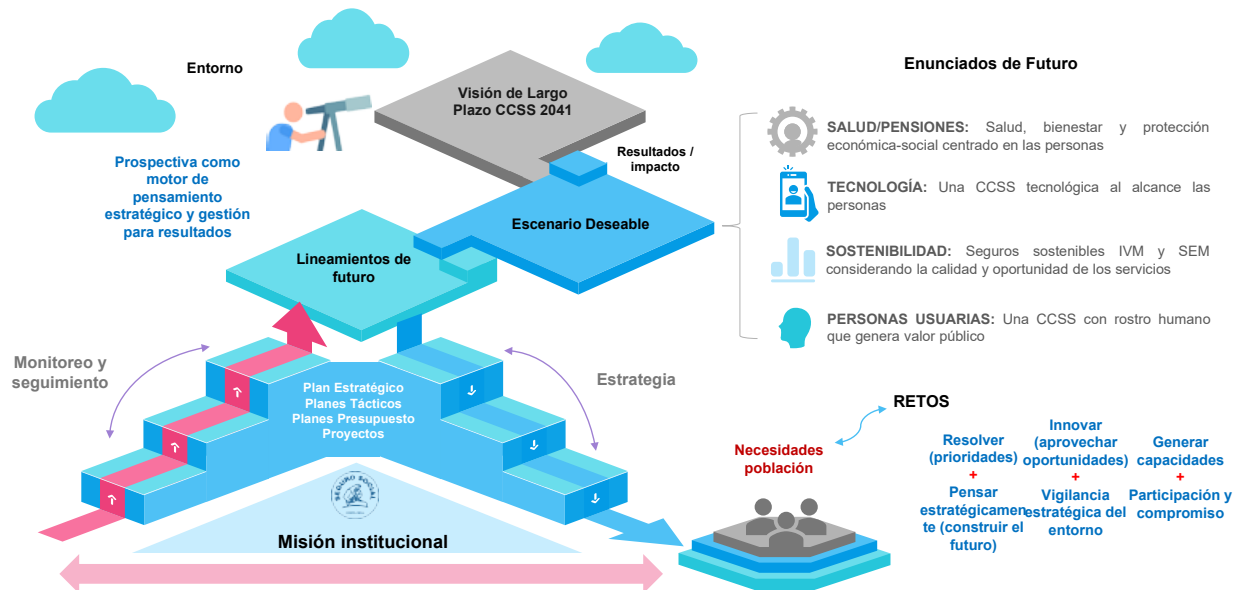 Entorno
Visión de Largo
Plazo CCSS 2041
Prospectiva como
motor de
pensamiento
estratégico y gestión
para resultados
Resultados /
impacto
Escenario Deseable
Lineamientos de
futuro
Enunciados de Futuro
SALUD/PENSIONES: Salud, bienestar y protección
económica-social centrado en las personas
TECNOLOGÍA: Una CCSS tecnológica al alcance las
personas
SOSTENIBILIDAD: Seguros sostenibles IVM y SEM
considerando la calidad y oportunidad de los servicios
PERSONAS USUARIAS: Una CCSS con rostro humano
que genera valor público
Monitoreo y
seguimiento
Estrategia
Plan Estratégico
Planes Tácticos
Planes Presupuesto
Proyectos
SEGURO SOCIAL
Misión institucional
Necesidades
población
RETOS
Resolver
(prioridades)
+
Pensar
estratégicamen
te (construir el
futuro)
Innovar
(aprovechar
oportunidades)
+
Vigilancia
estratégica del
entorno
Generar
capacidades
+
Participación y
compromiso